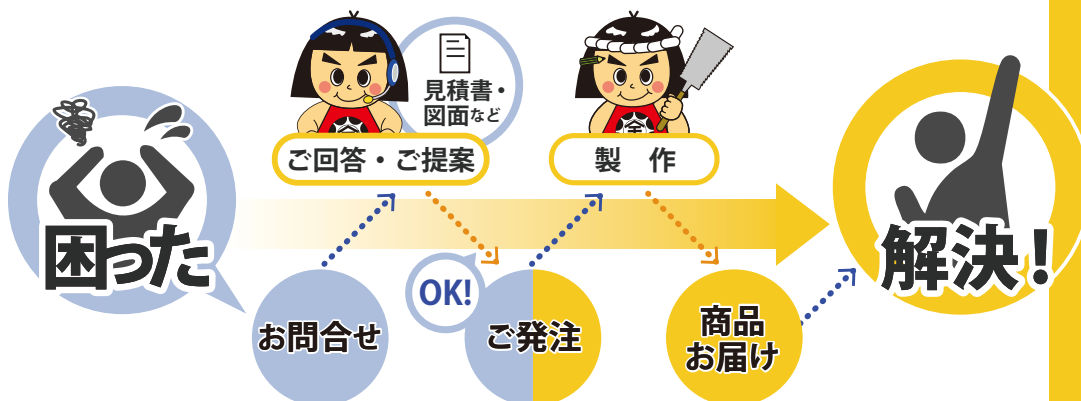 困った
お問合せ
ご回答・ご提案
見積書・
図面など
OK!
ご発注
製 作
商品
お届け
解決!